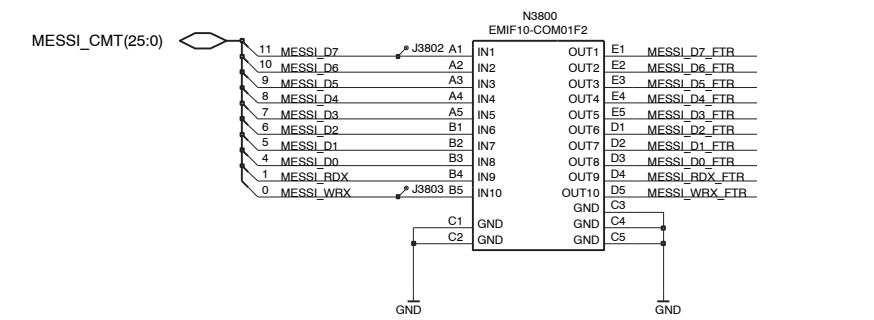 N3800
EMIF10-COM01F2
MESSI_CMT(25:0)
11 MESSI_D7 J3802 A1 IN1 OUT1 E1 MESSI_D7_FTR
10 MESSI_D6 A2 IN2 OUT2 E2 MESSI_D6_FTR
9 MESSI_D5 A3 IN3 OUT3 E3 MESSI_D5_FTR
8 MESSI_D4 A4 IN4 OUT4 E4 MESSI_D4_FTR
7 MESSI_D3 A5 IN5 OUT5 E5 MESSI_D3_FTR
6 MESSI_D2 B1 IN6 OUT6 D1 MESSI_D2_FTR
5 MESSI_D1 B2 IN7 OUT7 D2 MESSI_D1_FTR
4 MESSI_D0 B3 IN8 OUT8 D3 MESSI_D0_FTR
1 MESSI_RDX B4 IN9 OUT9 D4 MESSI_RDX_FTR
0 MESSI_WRX J3803 B5 IN10 OUT10 D5 MESSI_WRX_FTR
GND C3
C1 GND GND C4
C2 GND GND C5
GND GND